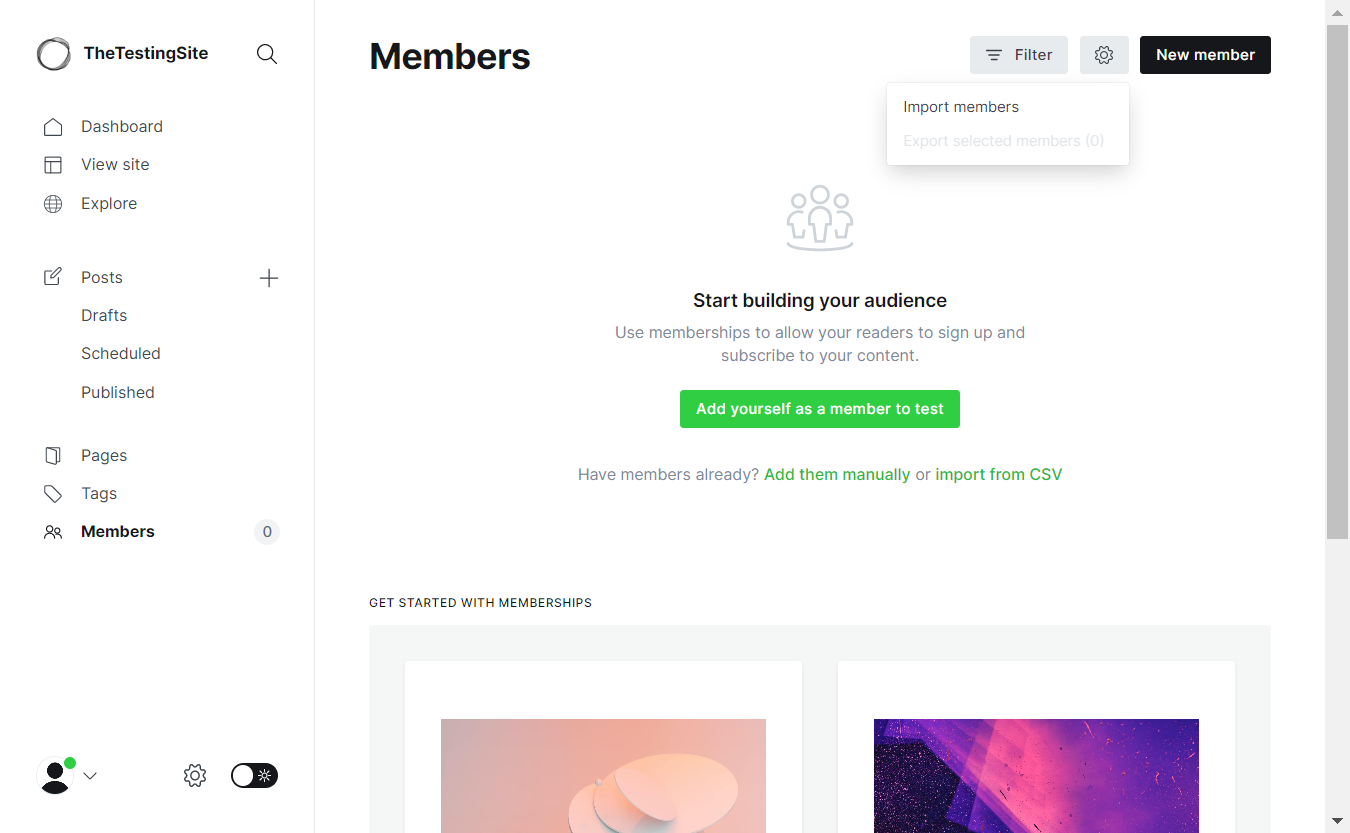 TheTestingSite
Dashboard
View site
Explore
Posts
Drafts
Scheduled
Published
Pages
Tags
Members 0
Members
Filter
New member
Import members
Export selected members (0)
Start building your audience
Use memberships to allow your readers to sign up and
subscribe to your content.
Add yourself as a member to test
Have members already? Add them manually or import from CSV
GET STARTED WITH MEMBERSHIPS